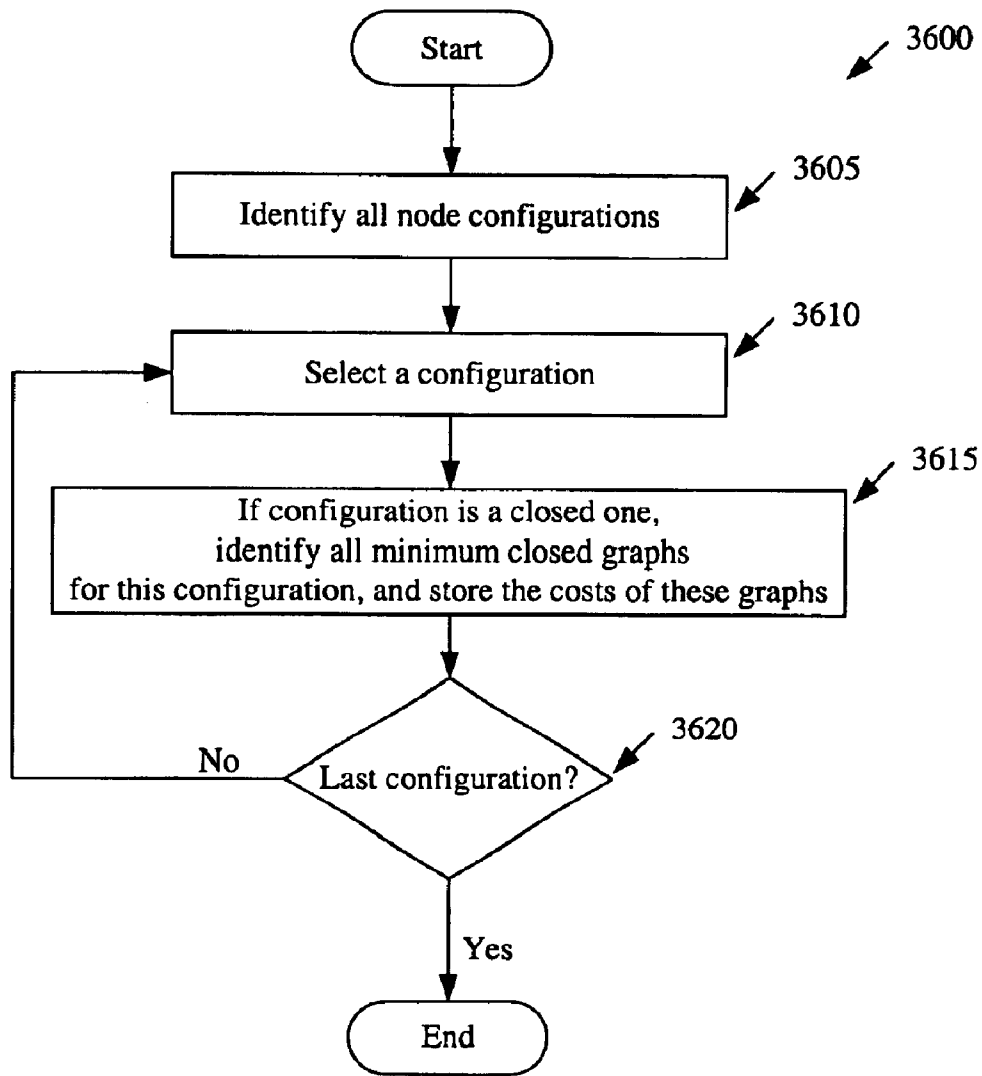 Start
3600
3605
Identify all node configurations
3610
Select a configuration
3615
If configuration is a closed one,
identify all minimum closed graphs
for this configuration, and store the costs of these graphs
3620
No
Last configuration?
Yes
End